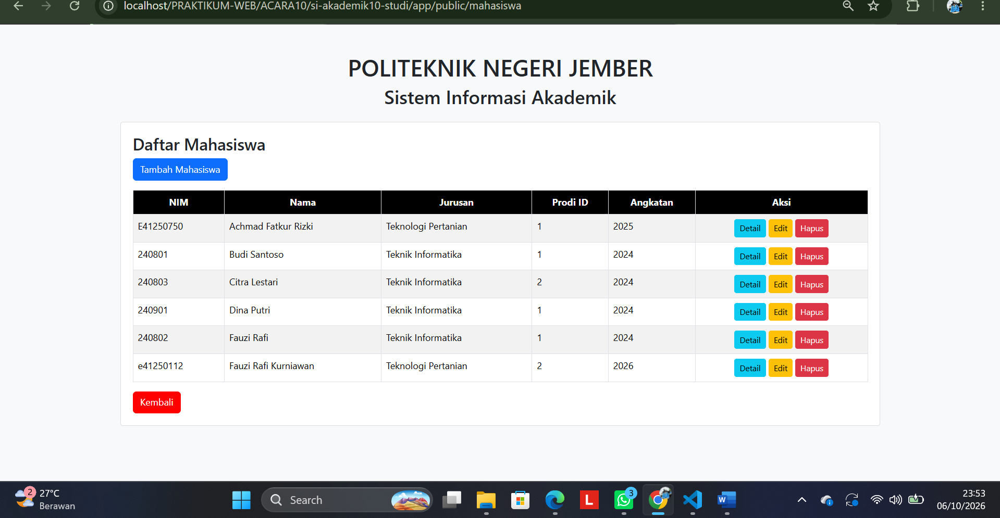 localhost/PRAKTIKUM-WEB/ACARA10/si-akademik10-studi/app/public/mahasiswa
POLITEKNIK NEGERI JEMBER
Sistem Informasi Akademik
Daftar Mahasiswa
Tambah Mahasiswa
NIM Nama Jurusan Prodi ID Angkatan Aksi
E41250750 Achmad Fatkur Rizki Teknologi Pertanian 1 2025 Detail Edit Hapus
240801 Budi Santoso Teknik Informatika 1 2024 Detail Edit Hapus
240803 Citra Lestari Teknik Informatika 2 2024 Detail Edit Hapus
240901 Dina Putri Teknik Informatika 1 2024 Detail Edit Hapus
240802 Fauzi Rafi Teknik Informatika 1 2024 Detail Edit Hapus
e41250112 Fauzi Rafi Kurniawan Teknologi Pertanian 2 2026 Detail Edit Hapus
Kembali
2 27°C
Berawan
Search
L
3
W
23:53
06/10/2026